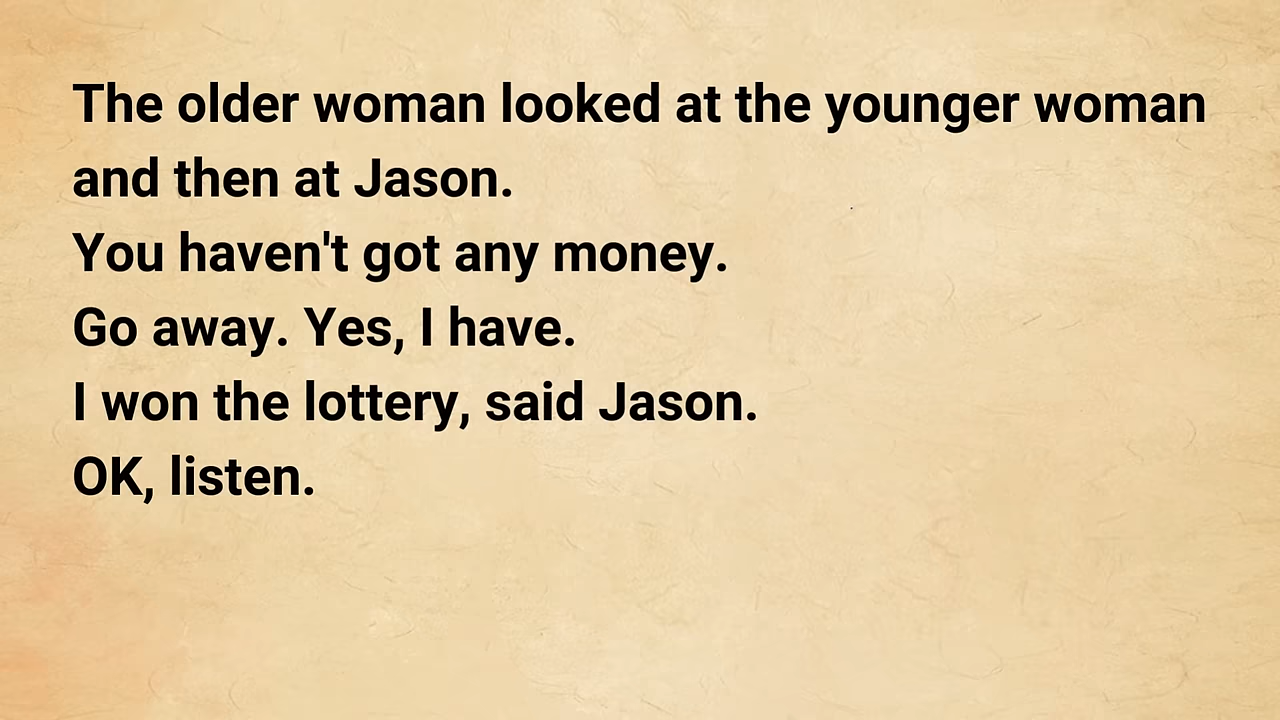 The older woman looked at the younger woman
and then at Jason.
You haven't got any money.
Go away. Yes, I have.
I won the lottery, said Jason.
OK, listen.